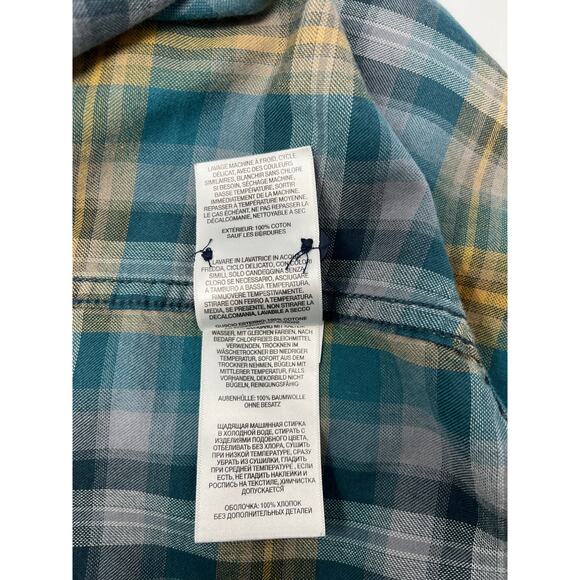 LAVAGE MACHINE À FROID, CYCLE
DÉLICAT, AVEC DES COULEURS
SIMILAIRES, BLANCHIR SANS CHLORE
SI BESOIN, SÉCHAGE MACHINE,
BASSE TEMPÉRATURE, SORTIR
IMMÉDIATEMENT DE LA MACHINE,
REPASSER À TEMPÉRATURE MOYENNE,
LE CAS ÉCHÉANT, NE PAS REPASSER LA
DÉCALCOMANIE, NETTOYABLE A SEC
EXTÉRIEUR: 100% COTON
SAUF LES BERDURES
LAVARE IN LAVATRICE IN ACQUA
FREDDA, CICLO DELICATO, CON COLORI
SIMILI, SOLO CANDEGGINA SENZA
CLORO SE NECESSARIO, ASCIUGARE
A TAMBURO A BASSA TEMPERATURA,
RIMUOVERE TEMPESTIVAMENTE,
STIRARE CON FERRO A TEMPERATURA
MEDIA, SE PRESENTE, NON STIRARE LA
DECALCOMANIA, LAVABILE A SECCO
GUSCIO ESTERNO: 100% COTONE
WASSER, MIT GLEICHEN FARBEN, NACH
BEDARF CHLORFREIES BLEICHMITTEL
VERWENDEN, TROCKNEN IM
WÄSCHETROCKNER BEI NIEDRIGER
TEMPERATUR, SOFORT AUS DEM
TROCKNER NEHMEN, BÜGELN MIT
MITTLERER TEMPERATUR, FALLS
VORHANDEN, DEKORBILD NICHT
BÜGELN, REINIGUNGSFÄHIG
AUßENHÜLLE: 100% BAUMWOLLE
OHNE BESATZ
ЩАДЯЩАЯ МАШИННАЯ СТИРКА
В ХОЛОДНОЙ ВОДЕ, СТИРАТЬ С
ИЗДЕЛИЯМИ ПОДОБНОГО ЦВЕТА,
ОТБЕЛИВАТЬ БЕЗ ХЛОРА, СУШИТЬ
ПРИ НИЗКОЙ ТЕМПЕРАТУРЕ, СРАЗУ
УБРАТЬ ИЗ СУШИЛКИ, ГЛАДИТЬ
ПРИ СРЕДНЕЙ ТЕМПЕРАТУРЕ , ЕСЛИ
ЕСТЬ, НЕ ГЛАДИТЬ НАКЛЕЙКИ И
РОСПИСЬ НА ТЕКСТИЛЕ, ХИМЧИСТКА
ДОПУСКАЕТСЯ
ОБОЛОЧКА: 100% ХЛОПОК
БЕЗ ДОПОЛНИТЕЛЬНЫХ ДЕТАЛЕЙ